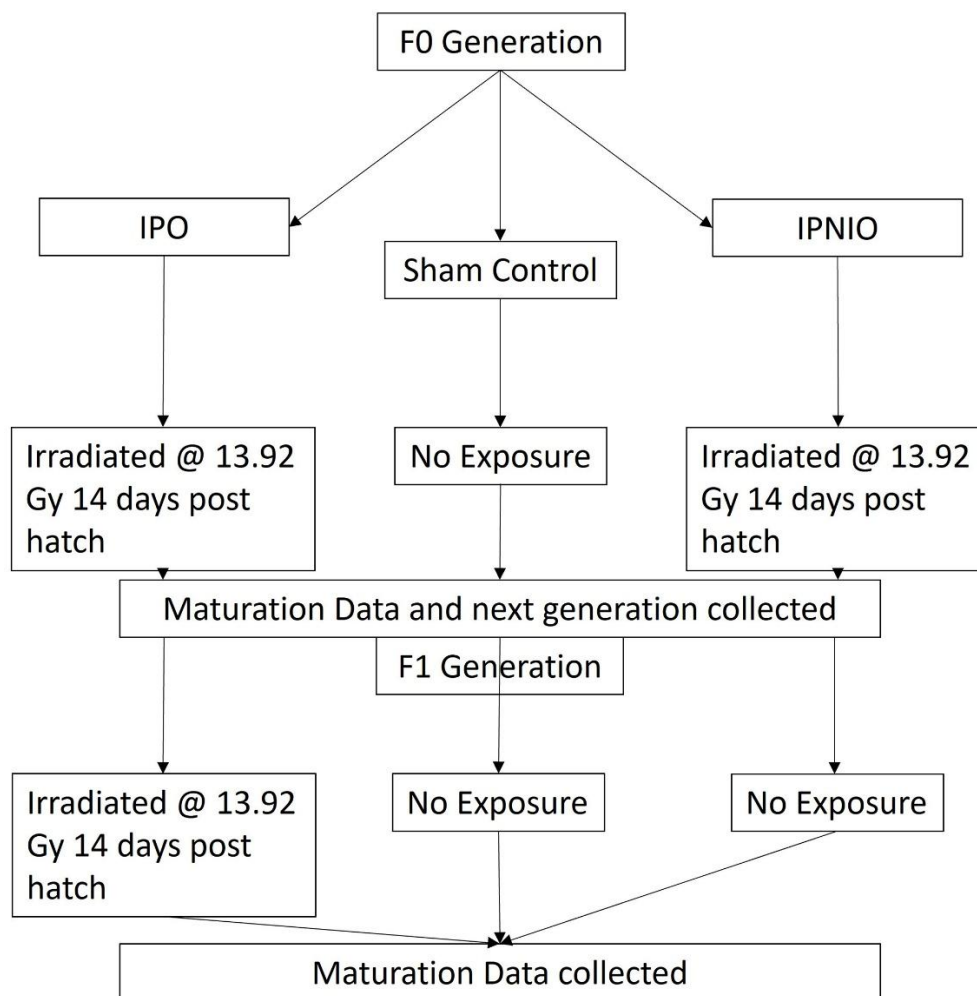 F0 Generation
IPO
IPNIO
Sham Control
Irradiated @ 13.92
Gy 14 days post
hatch
No Exposure
Irradiated @ 13.92
Gy 14 days post
hatch
Maturation Data and next generation collected
F1 Generation
Irradiated @ 13.92
Gy 14 days post
hatch
No Exposure
No Exposure
Maturation Data collected